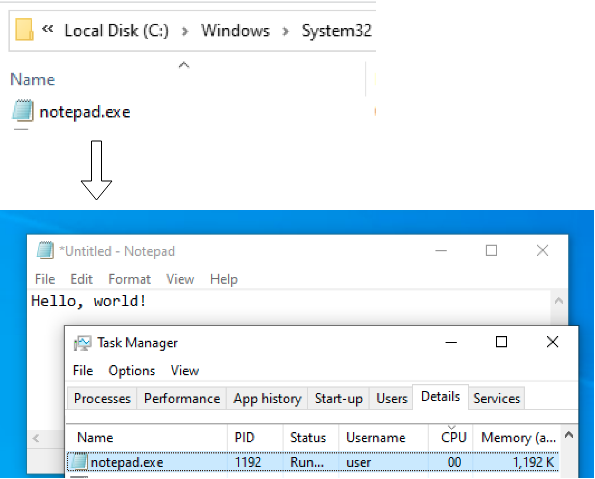 « Local Disk (C:) > Windows > System32
Name
notepad.exe
*Untitled - Notepad
File Edit Format View Help
Hello, world!
Task Manager
File Options View
Processes Performance App history Start-up Users Details Services
Name PID Status Username CPU Memory (a...
notepad.exe 1192 Run... user 00 1,192 K